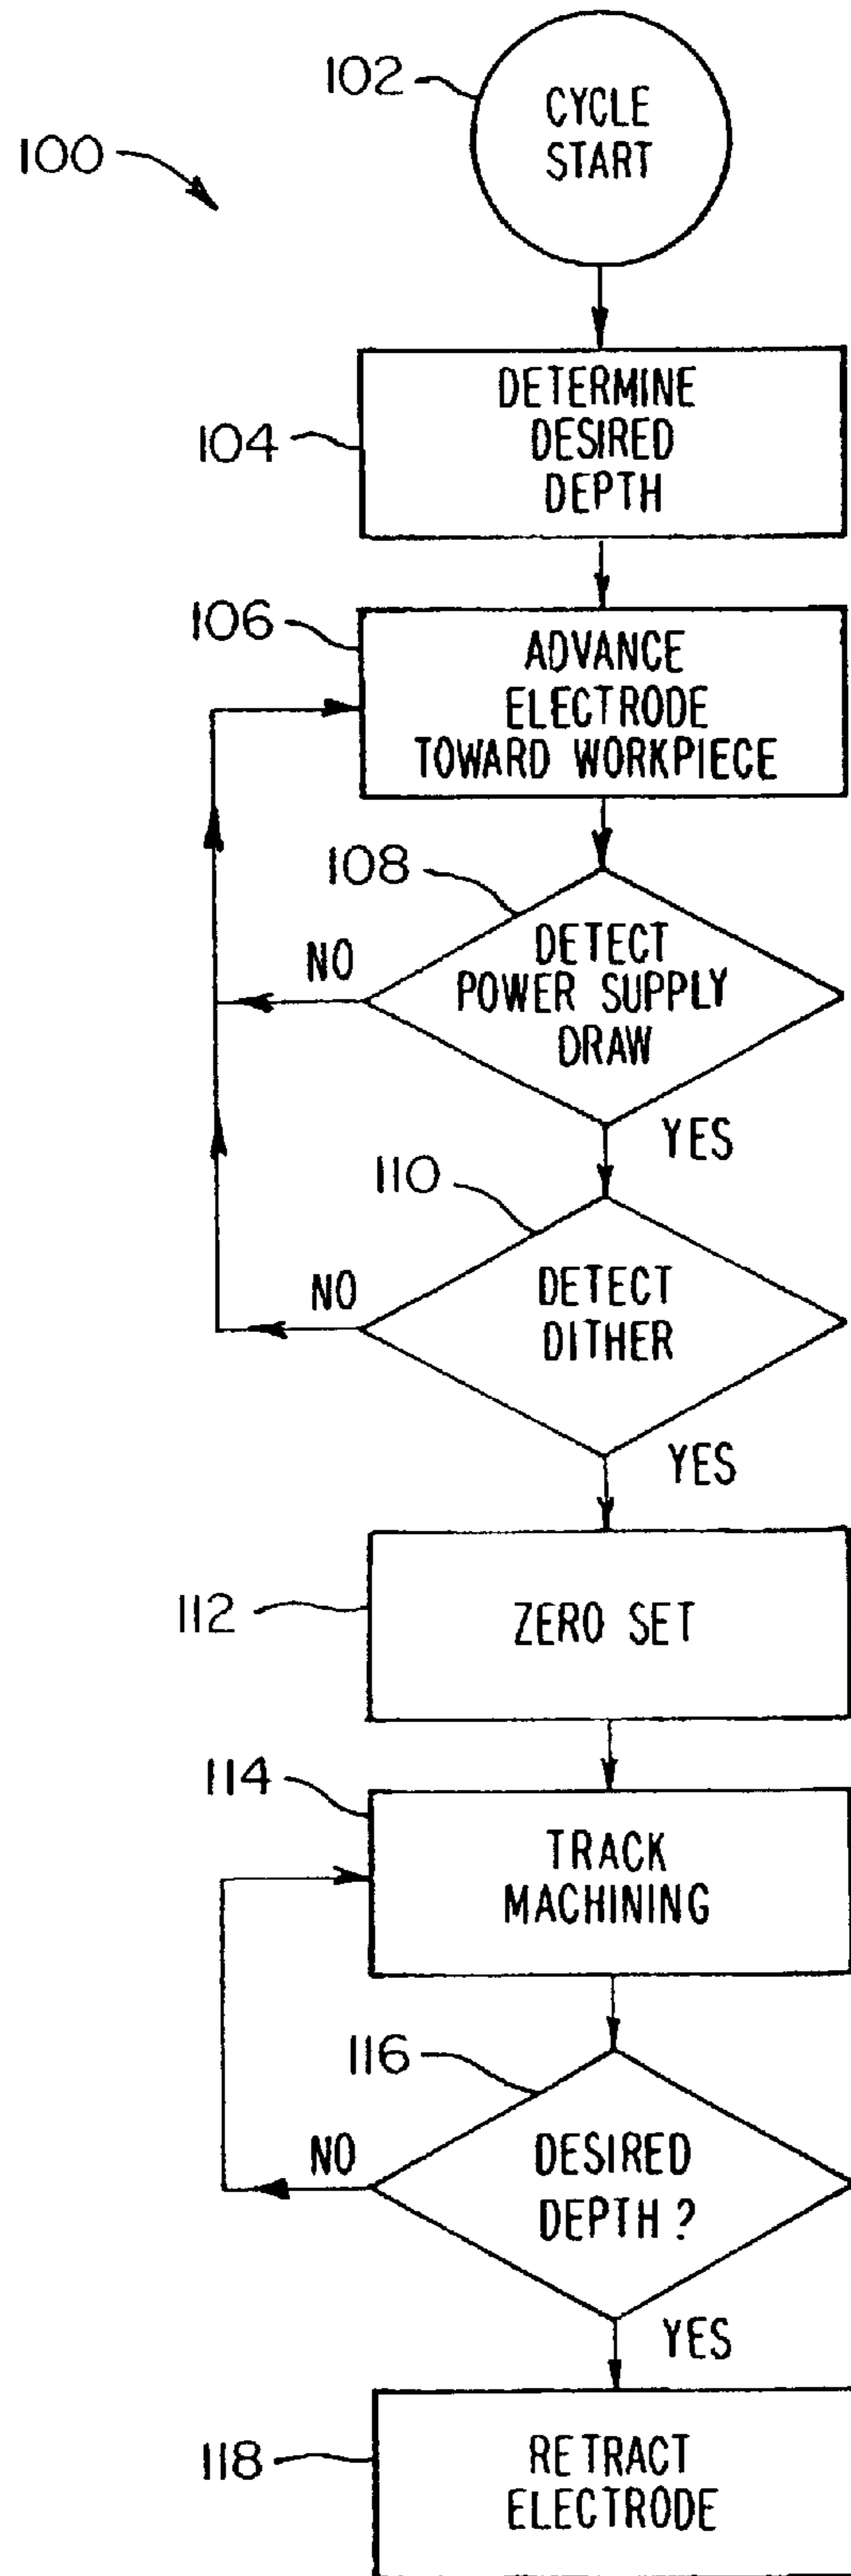 102
CYCLE
START
100
104
DETERMINE
DESIRED
DEPTH
106
ADVANCE
ELECTRODE
TOWARD WORKPIECE
108
DETECT
POWER SUPPLY
DRAW
NO
YES
110
DETECT
DITHER
NO
YES
112
ZERO SET
114
TRACK
MACHINING
116
DESIRED
DEPTH?
NO
YES
118
RETRACT
ELECTRODE